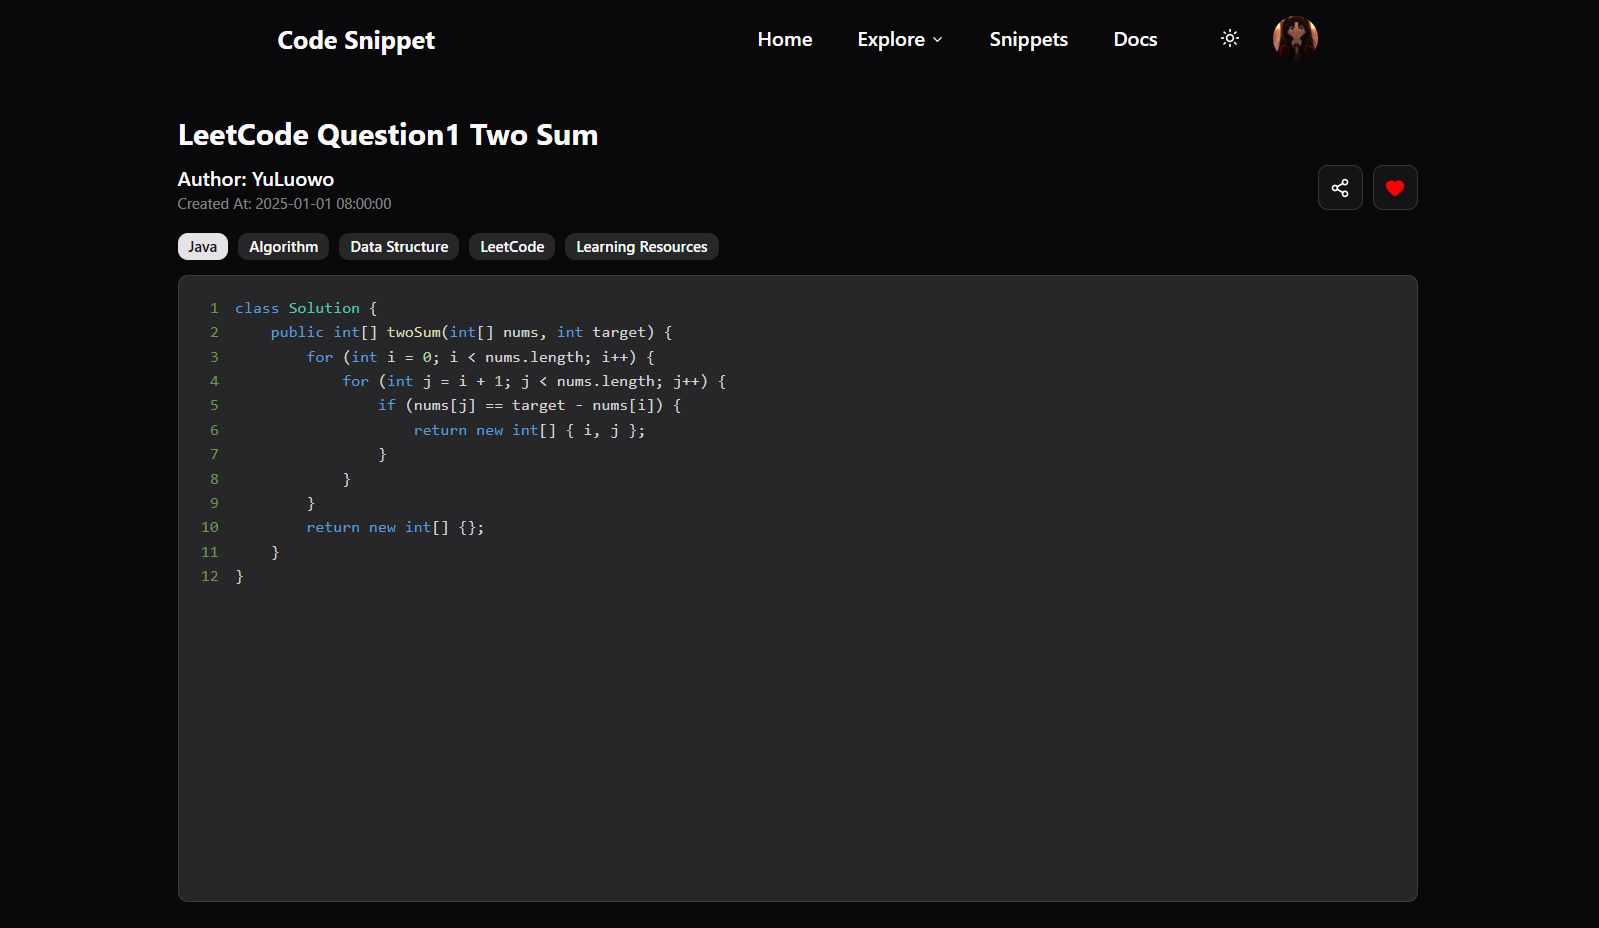 Code Snippet Home Explore Snippets Docs
LeetCode Question1 Two Sum
Author: YuLuowo
Created At: 2025-01-01 08:00:00
Java Algorithm Data Structure LeetCode Learning Resources
1 class Solution {
2     public int[] twoSum(int[] nums, int target) {
3         for (int i = 0; i < nums.length; i++) {
4             for (int j = i + 1; j < nums.length; j++) {
5                 if (nums[j] == target - nums[i]) {
6                     return new int[] { i, j };
7                 }
8             }
9         }
10         return new int[] {};
11     }
12 }